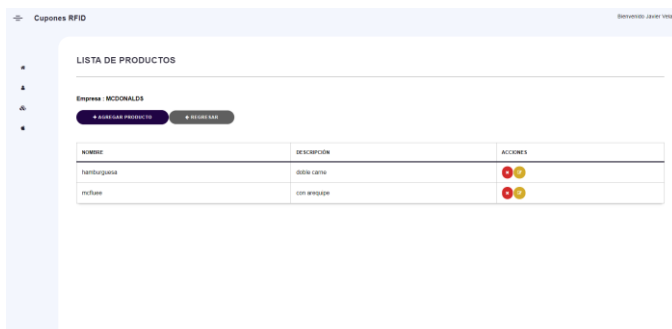 Cupones RFID
Bienvenido Javier
LISTA DE PRODUCTOS
Empresa : MCDONALDS
+ AGREGAR PRODUCTO
REGRESAR
NOMBRE DESCRIPCIÓN ACCIONES
hamburguesa doble carne
mcfluee con arequipe